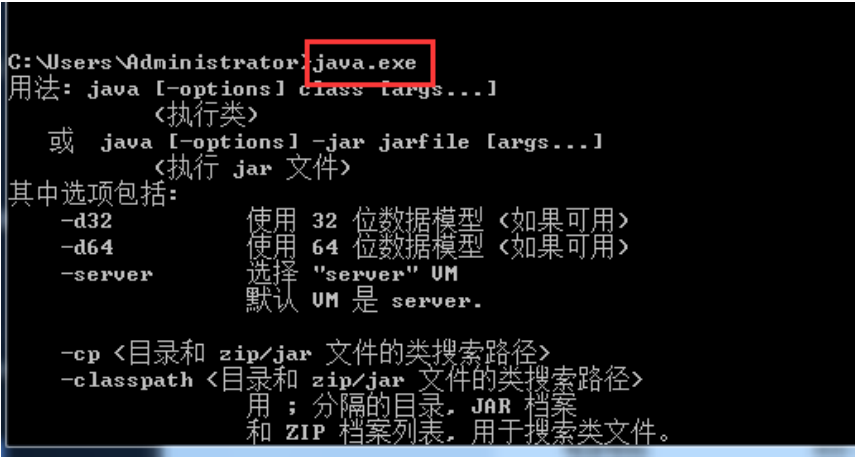 C:\Users\Administrator>java.exe
用法: java [-options] class [args...]
(执行类)
或 java [-options] -jar jarfile [args...]
(执行 jar 文件)
其中选项包括:
-d32 使用 32 位数据模型 (如果可用)
-d64 使用 64 位数据模型 (如果可用)
-server 选择 "server" VM
默认 VM 是 server.
-cp <目录和 zip/jar 文件的类搜索路径>
-classpath <目录和 zip/jar 文件的类搜索路径>
用 ; 分隔的目录, JAR 档案
和 ZIP 档案列表, 用于搜索类文件。